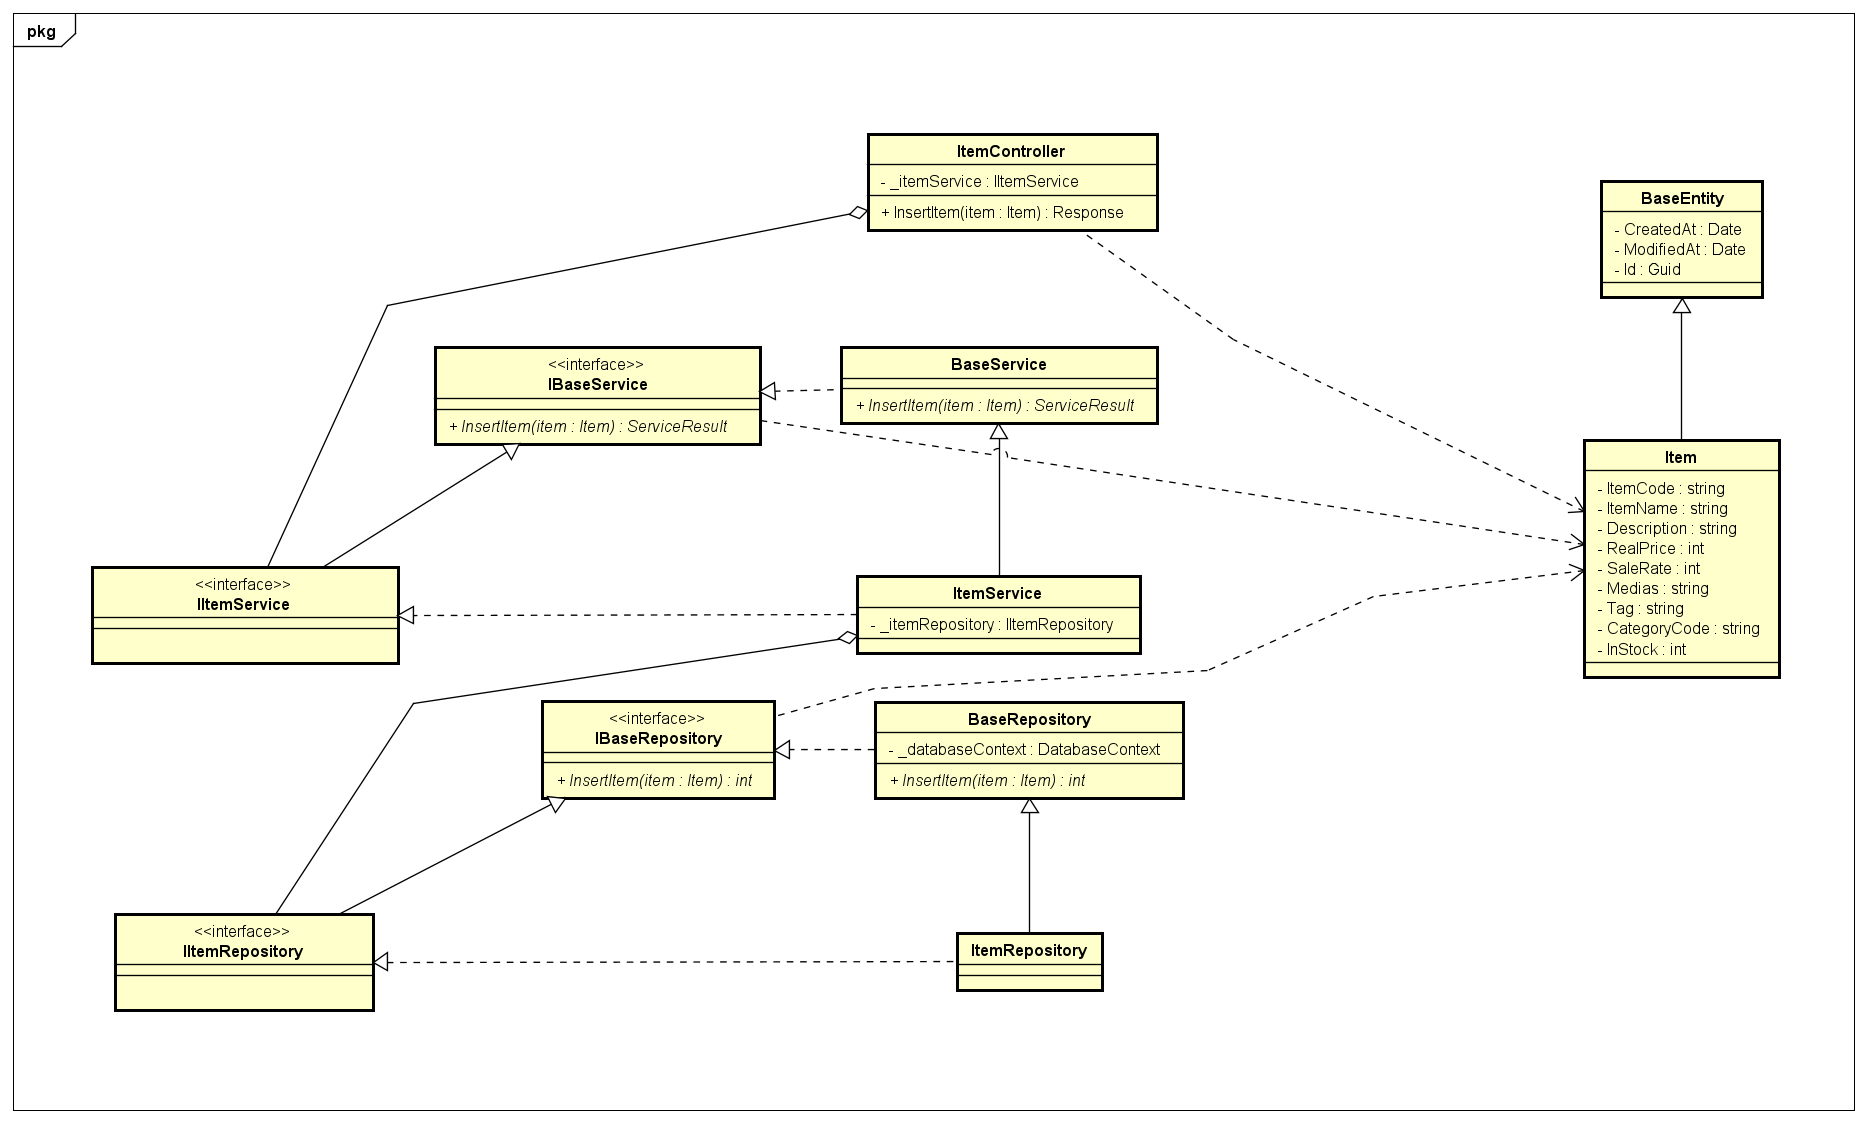 pkg
ItemController
- _itemService : IItemService
+ InsertItem(item : Item) : Response
BaseEntity
- CreatedAt : Date
- ModifiedAt : Date
- Id : Guid
<<interface>>
IBaseService
+ InsertItem(item : Item) : ServiceResult
BaseService
+ InsertItem(item : Item) : ServiceResult
Item
- ItemCode : string
- ItemName : string
- Description : string
- RealPrice : int
- SaleRate : int
- Medias : string
- Tag : string
- CategoryCode : string
- InStock : int
<<interface>>
IItemService
ItemService
- _itemRepository : IItemRepository
<<interface>>
IBaseRepository
+ InsertItem(item : Item) : int
BaseRepository
- _databaseContext : DatabaseContext
+ InsertItem(item : Item) : int
<<interface>>
IItemRepository
ItemRepository